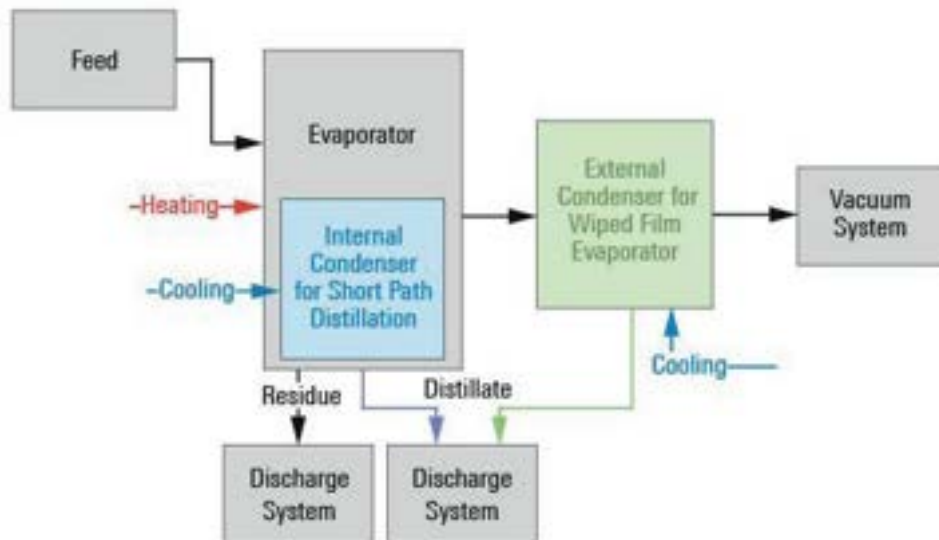 Feed
Evaporator
Heating
Internal
Condenser
for Short Path
Distillation
Cooling
External
Condenser for
Wiped Film
Evaporator
Vacuum
System
Cooling
Residue
Distillate
Discharge
System
Discharge
System